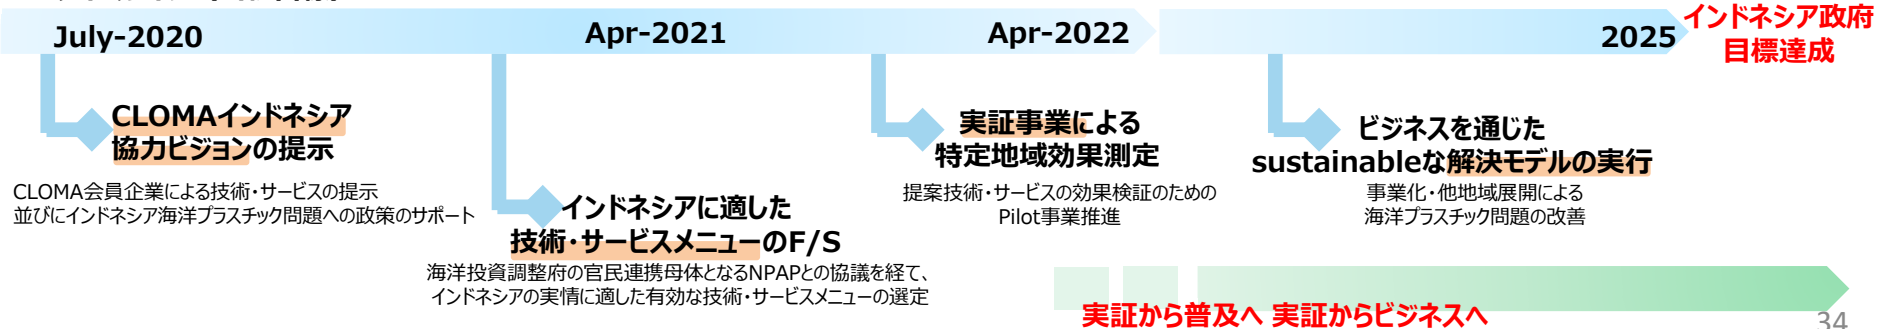 July-2020
Apr-2021
Apr-2022
2025
インドネシア政府
目標達成
CLOMAインドネシア
協力ビジョンの提示
CLOMA会員企業による技術・サービスの提示
並びにインドネシア海洋プラスチック問題への政策のサポート
インドネシアに適した
技術・サービスメニューのF/S
海洋投資調整府の官民連携母体となるNPAPとの協議を経て、
インドネシアの実情に適した有効な技術・サービスメニューの選定
実証事業による
特定地域効果測定
提案技術・サービスの効果検証のための
Pilot事業推進
ビジネスを通じた
sustainableな解決モデルの実行
事業化・他地域展開による
海洋プラスチック問題の改善
実証から普及へ 実証からビジネスへ
34